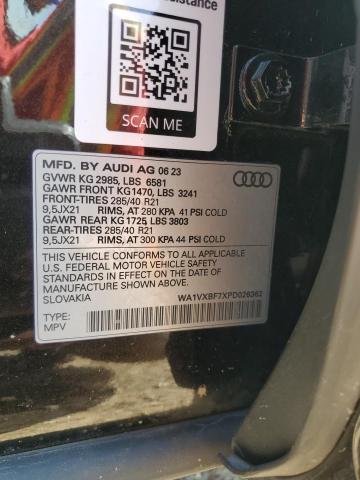 sistance
SCAN ME
MFD. BY AUDI AG 06 23
GVWR KG 2985, LBS 6581
GAWR FRONT KG1470, LBS 3241
FRONT-TIRES 285/40 R21
9,5JX21 RIMS, AT 280 KPA 41 PSI COLD
GAWR REAR KG 1725, LBS 3803
REAR-TIRES 285/40 R21
9,5JX21 RIMS, AT 300 KPA 44 PSI COLD
THIS VEHICLE CONFORMS TO ALL APPLICABLE
U.S. FEDERAL MOTOR VEHICLE SAFETY
STANDARDS IN EFFECT ON THE DATE OF
MANUFACTURE SHOWN ABOVE.
SLOVAKIA
WA1VXBF7XPD026362
TYPE:
MPV